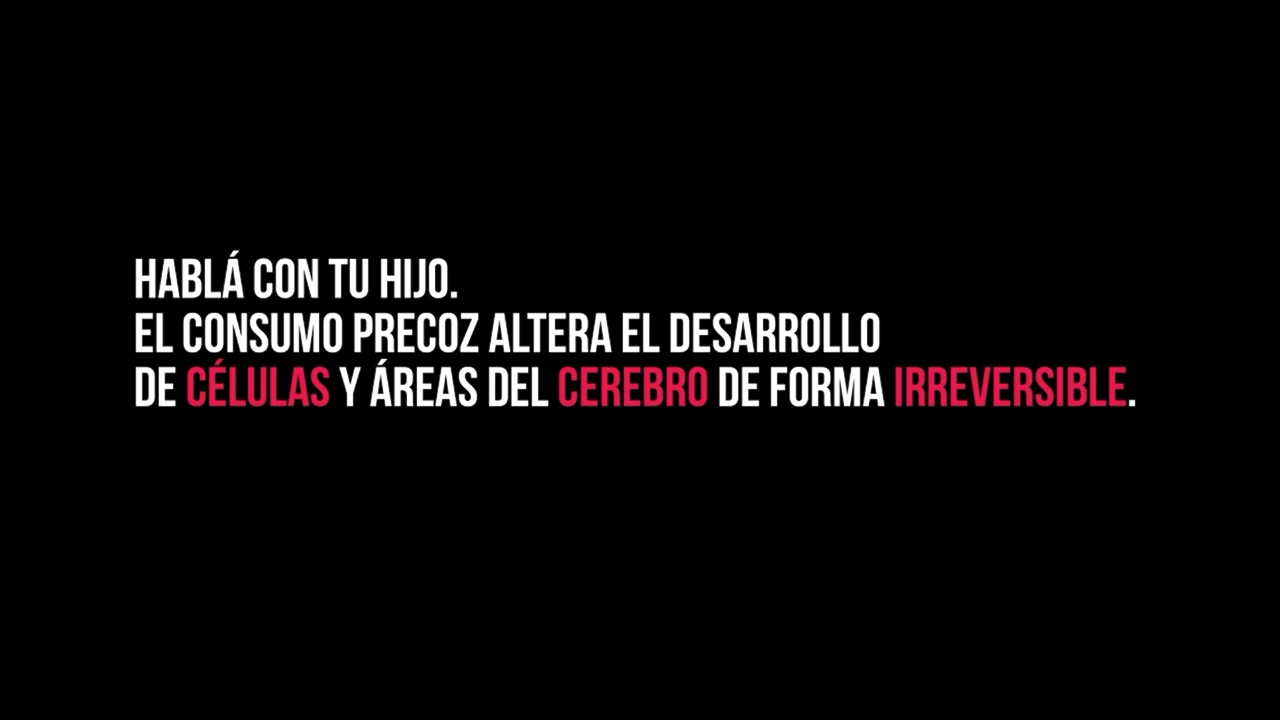 HABLÁ CON TU HIJO.
EL CONSUMO PRECOZ ALTERA EL DESARROLLO
DE CÉLULAS Y ÁREAS DEL CEREBRO DE FORMA IRREVERSIBLE.